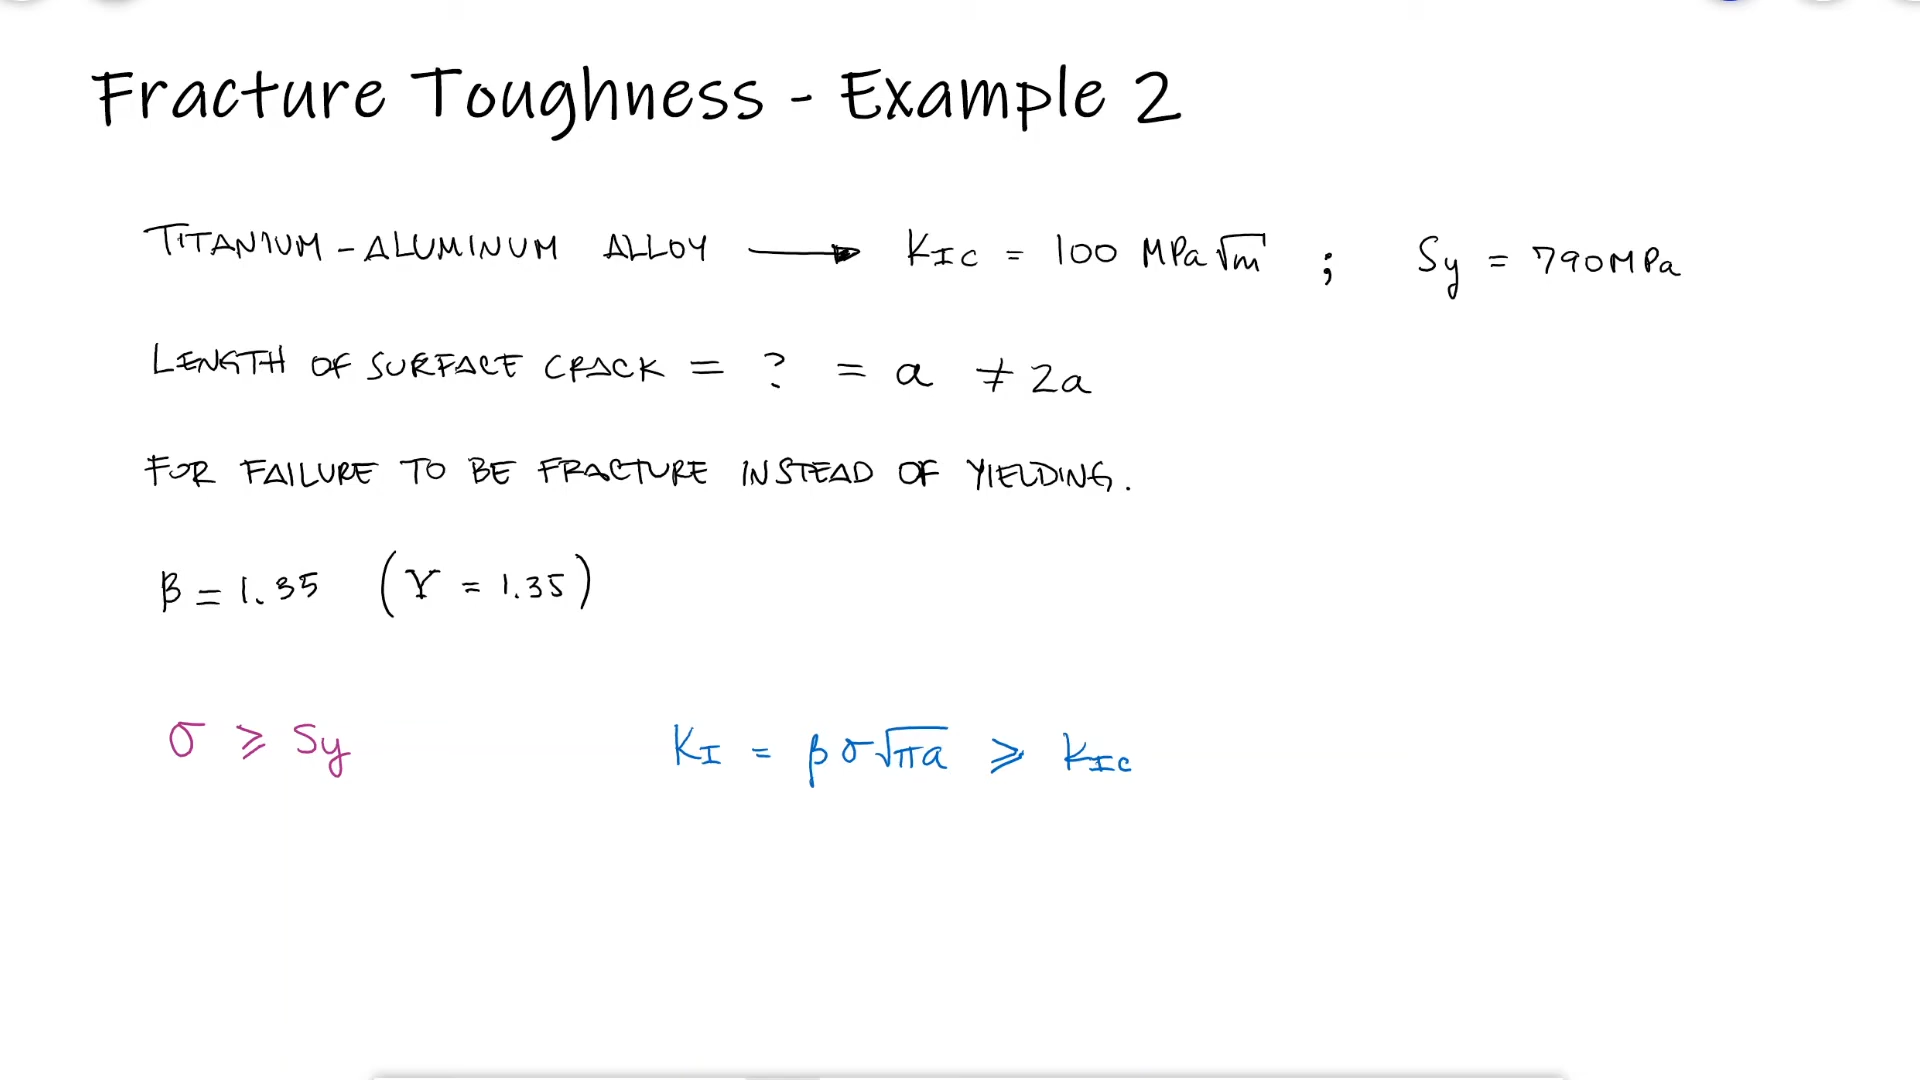 Fracture Toughness - Example 2
TITANIUM-ALUMINUM ALLOY → KIC = 100 MPa√m ; Sy = 790MPa
LENGTH OF SURFACE CRACK = ? = a ≠ 2a
FOR FAILURE TO BE FRACTURE INSTEAD OF YIELDING.
β = 1.35 (Y = 1.35)
σ ⩾ Sy KI = βσ√πa ⩾ KIC